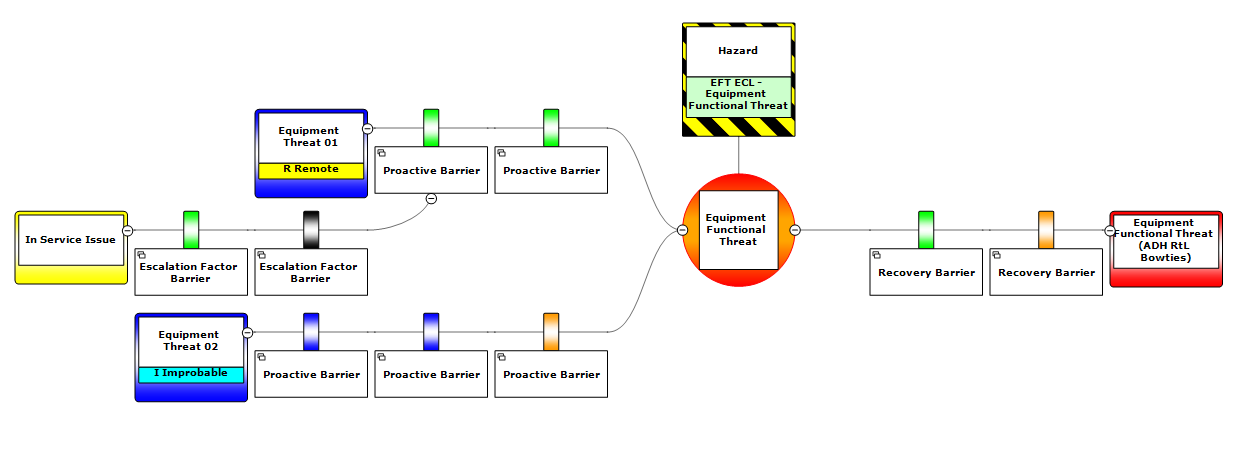 Hazard
EFT ECL -
Equipment
Functional Threat
Equipment
Threat 01
R Remote
Proactive Barrier
Proactive Barrier
In Service Issue
Escalation Factor
Barrier
Escalation Factor
Barrier
Equipment
Functional
Threat
Recovery Barrier
Recovery Barrier
Equipment
Functional Threat
(ADH RtL
Bowties)
Equipment
Threat 02
I Improbable
Proactive Barrier
Proactive Barrier
Proactive Barrier